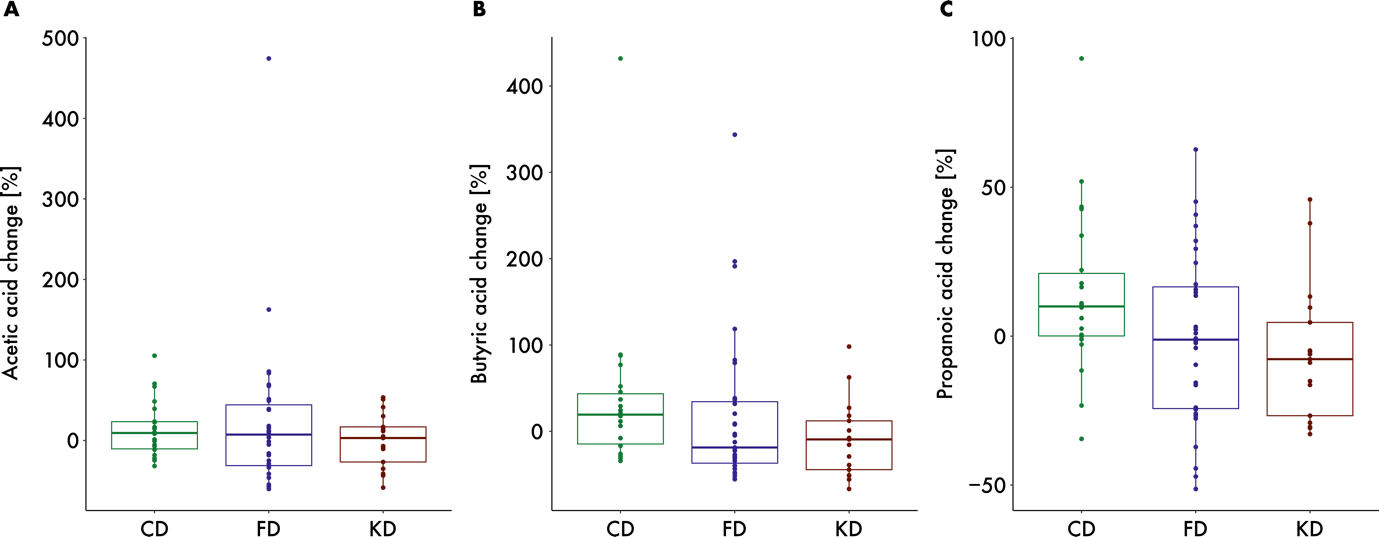 A
Acetic acid change [%]
500
400
300
200
100
0
CD FD KD
B
Butyric acid change [%]
400
300
200
100
0
CD FD KD
C
Propanoic acid change [%]
100
50
0
−50
CD FD KD